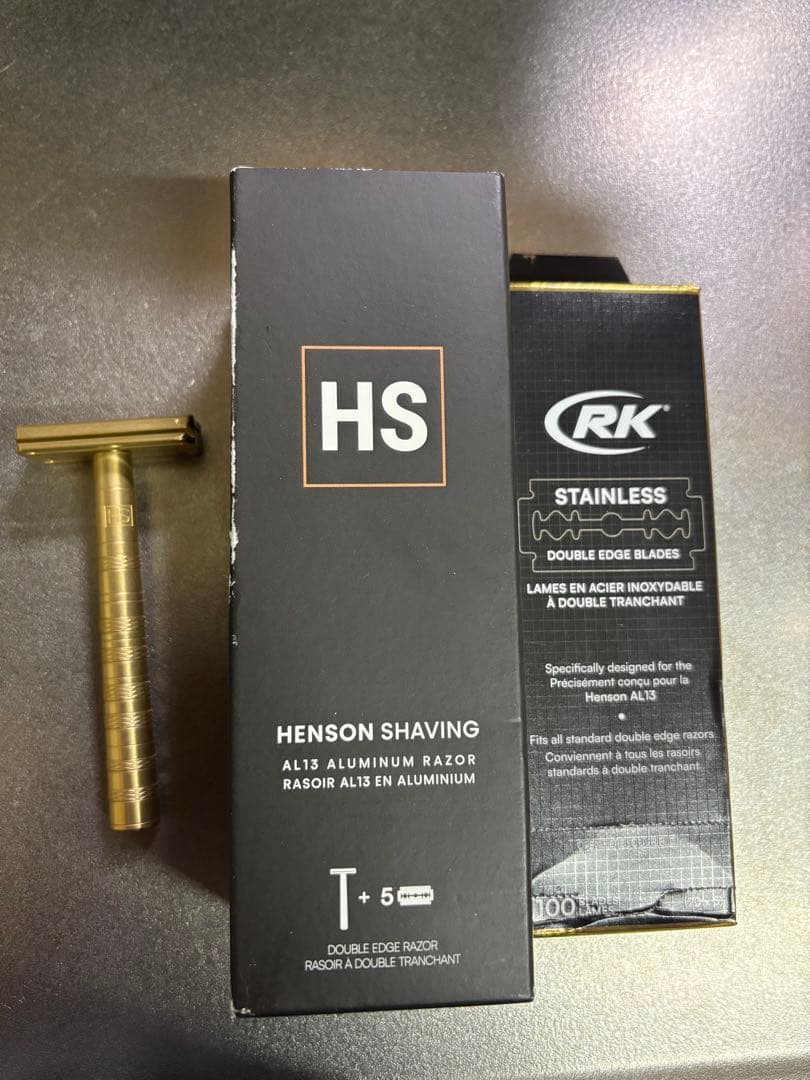 HS
HS
HENSON SHAVING
AL13 ALUMINUM RAZOR
RASOIR AL13 EN ALUMINIUM
+ 5
DOUBLE EDGE RAZOR
RASOIR À DOUBLE TRANCHANT
RK®
STAINLESS
DOUBLE EDGE BLADES
LAMES EN ACIER INOXYDABLE
À DOUBLE TRANCHANT
Specifically designed for the
Précisément conçu pour la
Henson AL13
Fits all standard double edge razors
Conviennent à tous les rasoirs
standards à double tranchant
100 BLADES
LAMES